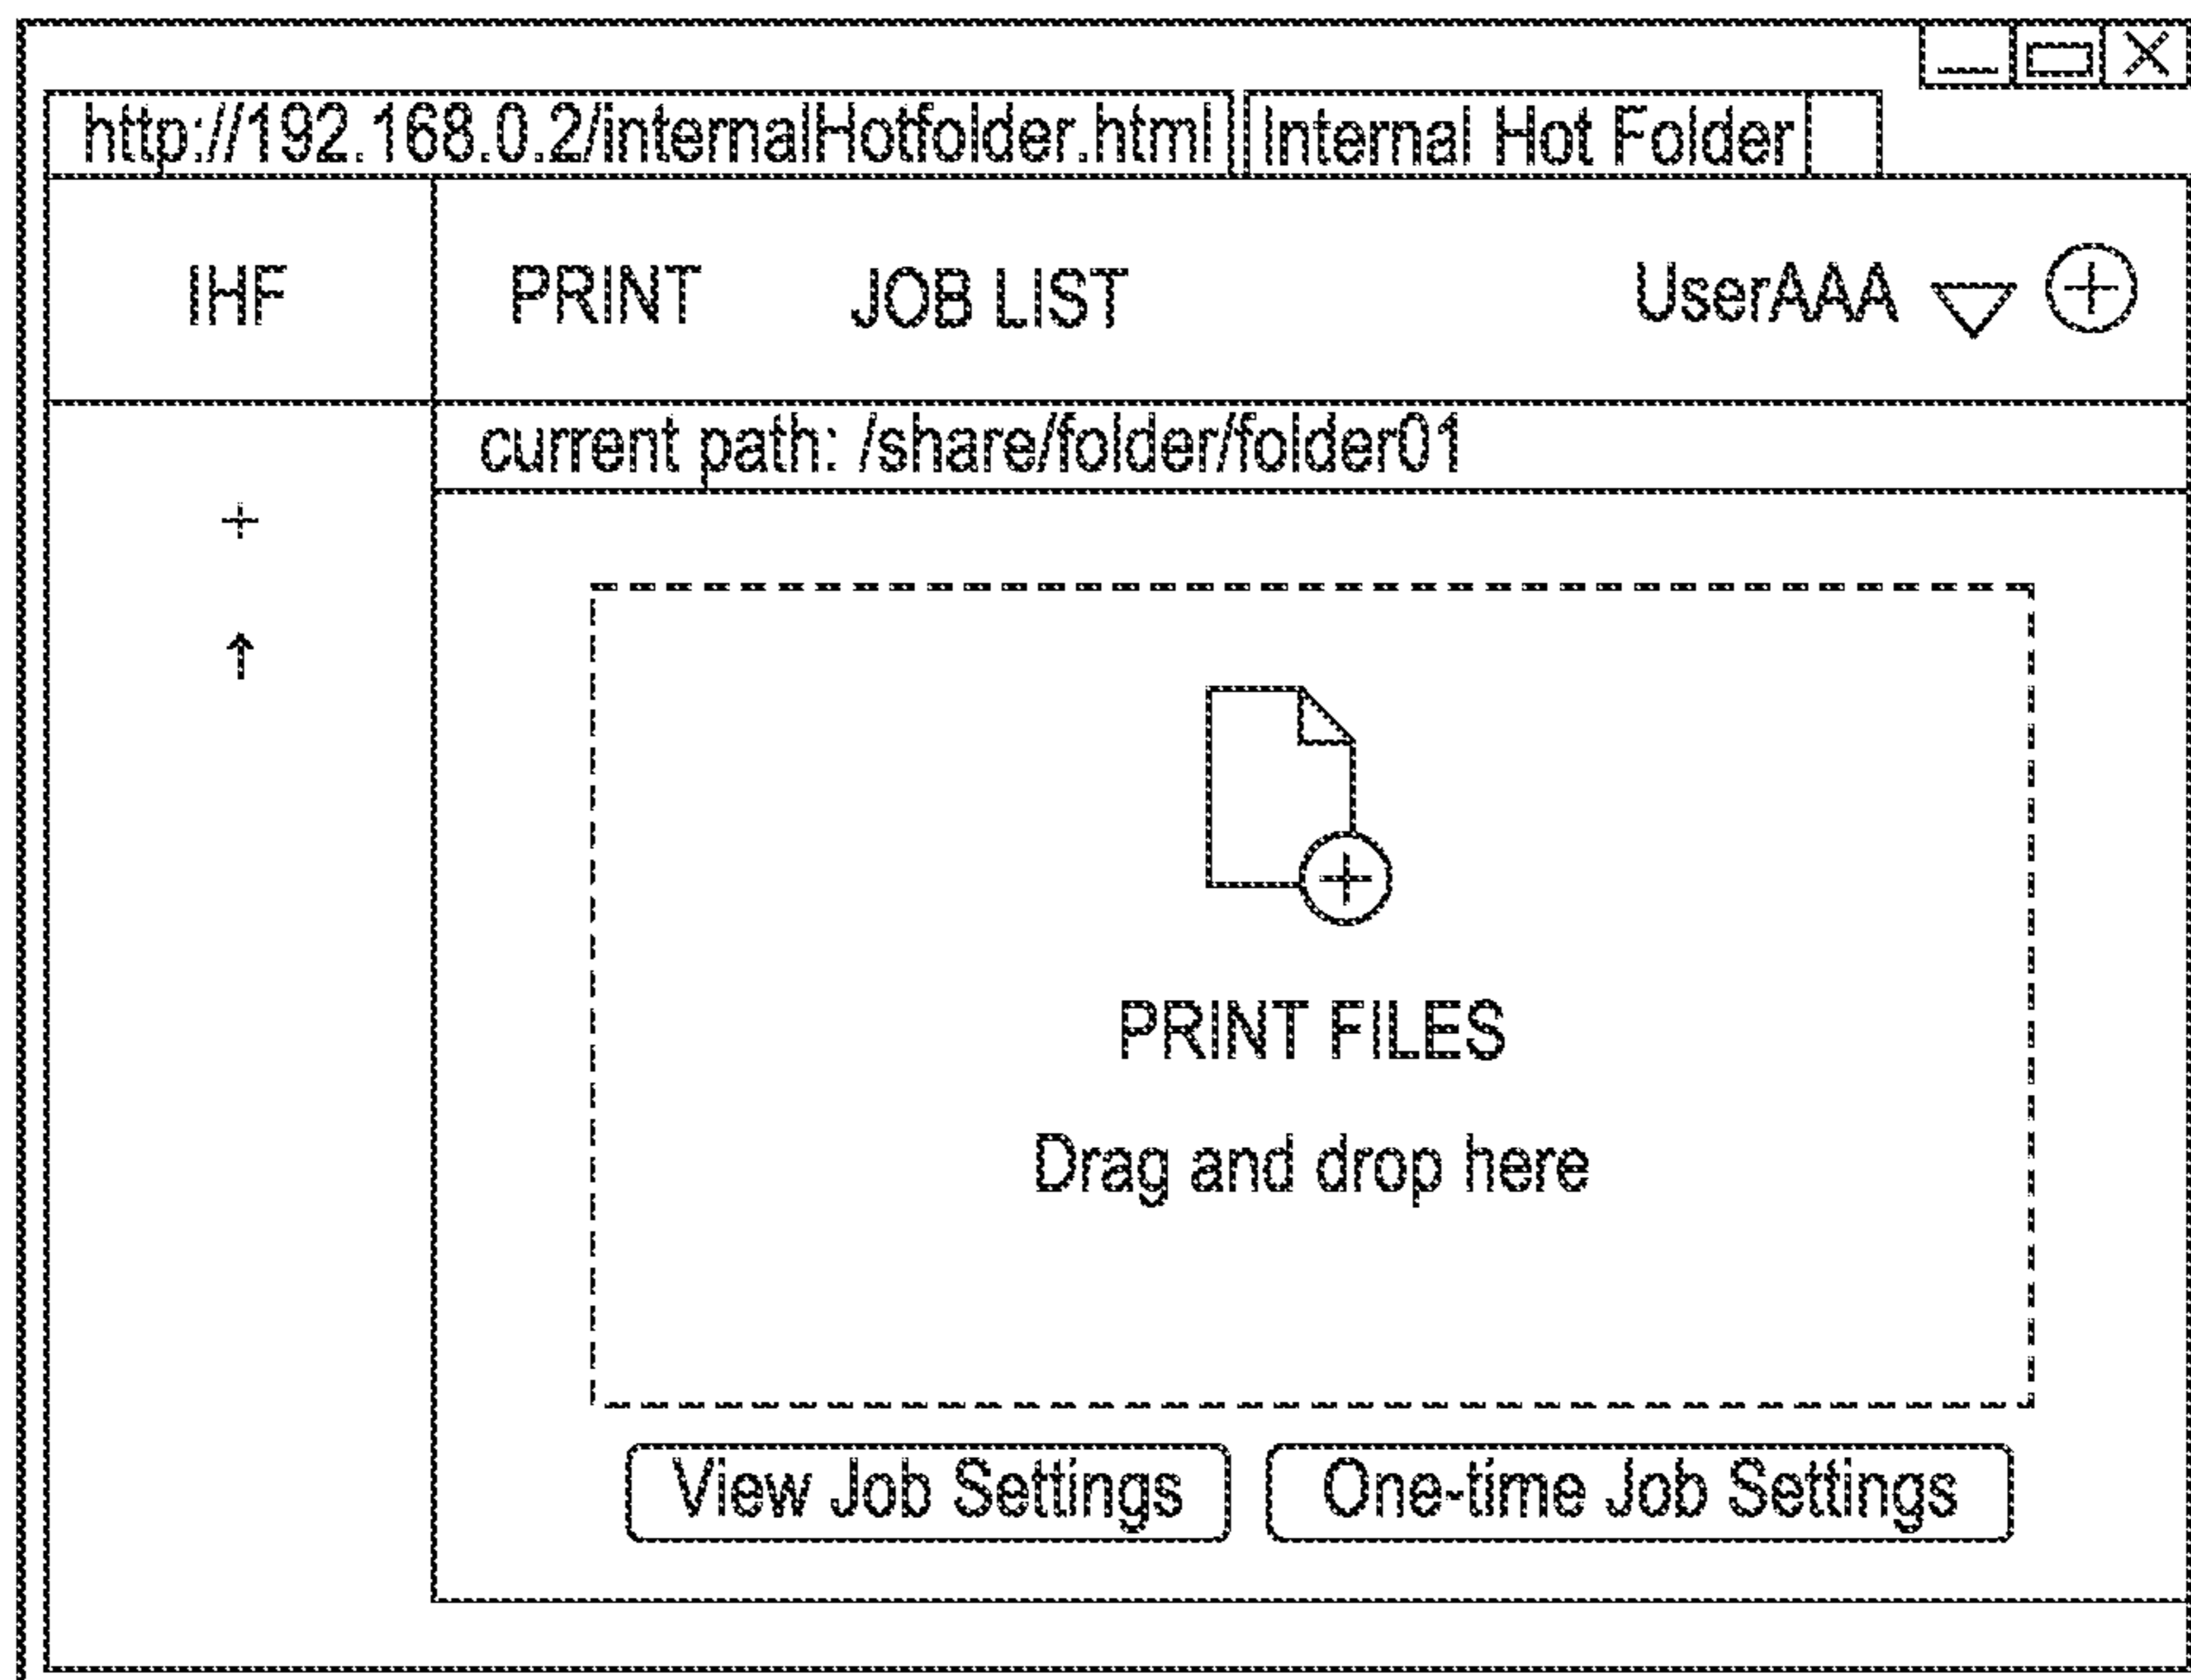 http://192.168.0.2/internalHotfolder.html Internal Hot Folder
IHF PRINT JOB LIST UserAAA
current path: /share/folder/folder01
PRINT FILES
Drag and drop here
View Job Settings One-time Job Settings